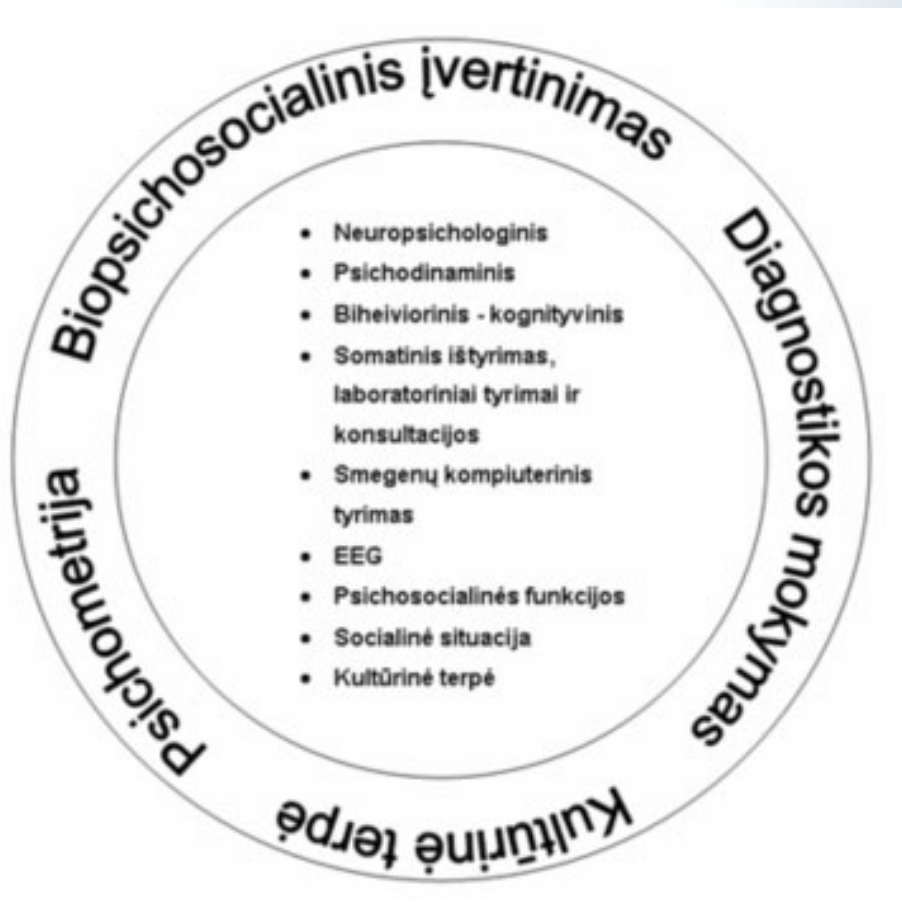 Biopsichosocialinis įvertinimas
Diagnostikos mokymas
Kultūrinė terpė
Psichometrija
• Neuropsichologinis
• Psichodinaminis
• Biheiviorinis - kognityvinis
• Somatinis ištyrimas,
laboratoriniai tyrimai ir
konsultacijos
• Smegenų kompiuterinis
tyrimas
• EEG
• Psichosocialinės funkcijos
• Socialinė situacija
• Kultūrinė terpė